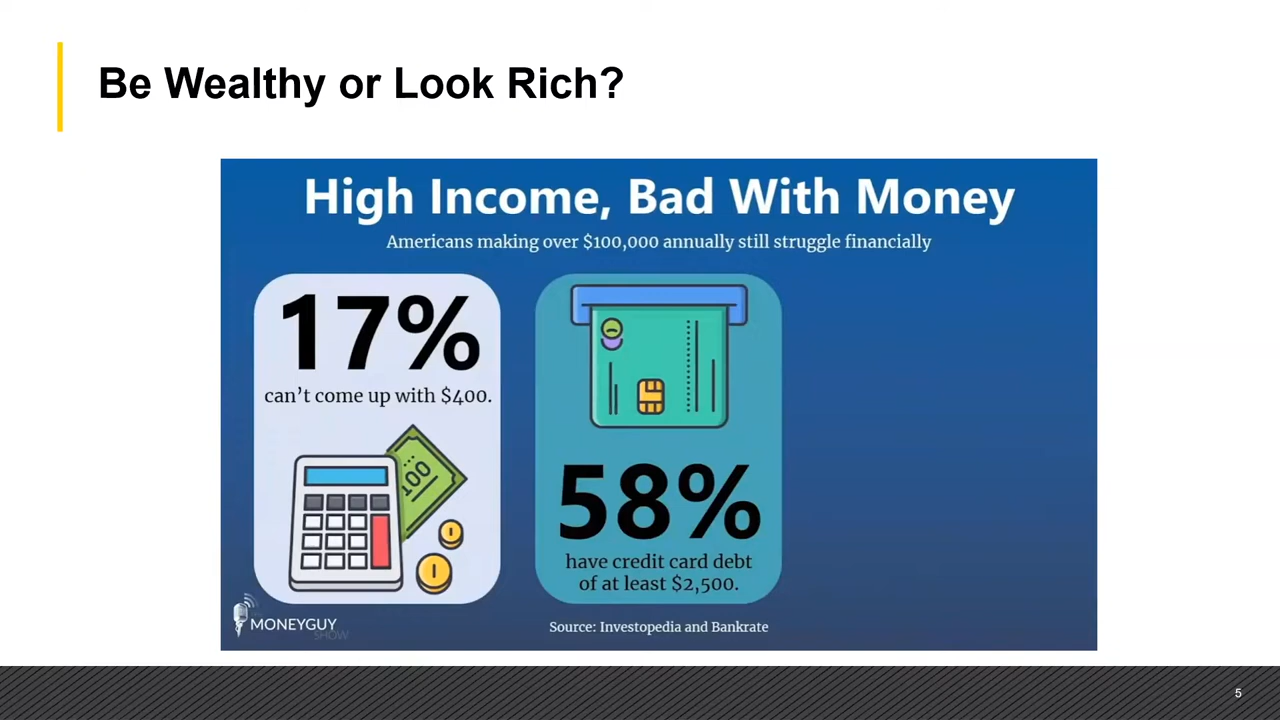 Be Wealthy or Look Rich?
High Income, Bad With Money
Americans making over $100,000 annually still struggle financially
17%
can’t come up with $400.
100
58%
have credit card debt
of at least $2,500.
MONEYGUY
SHOW
Source: Investopedia and Bankrate
5